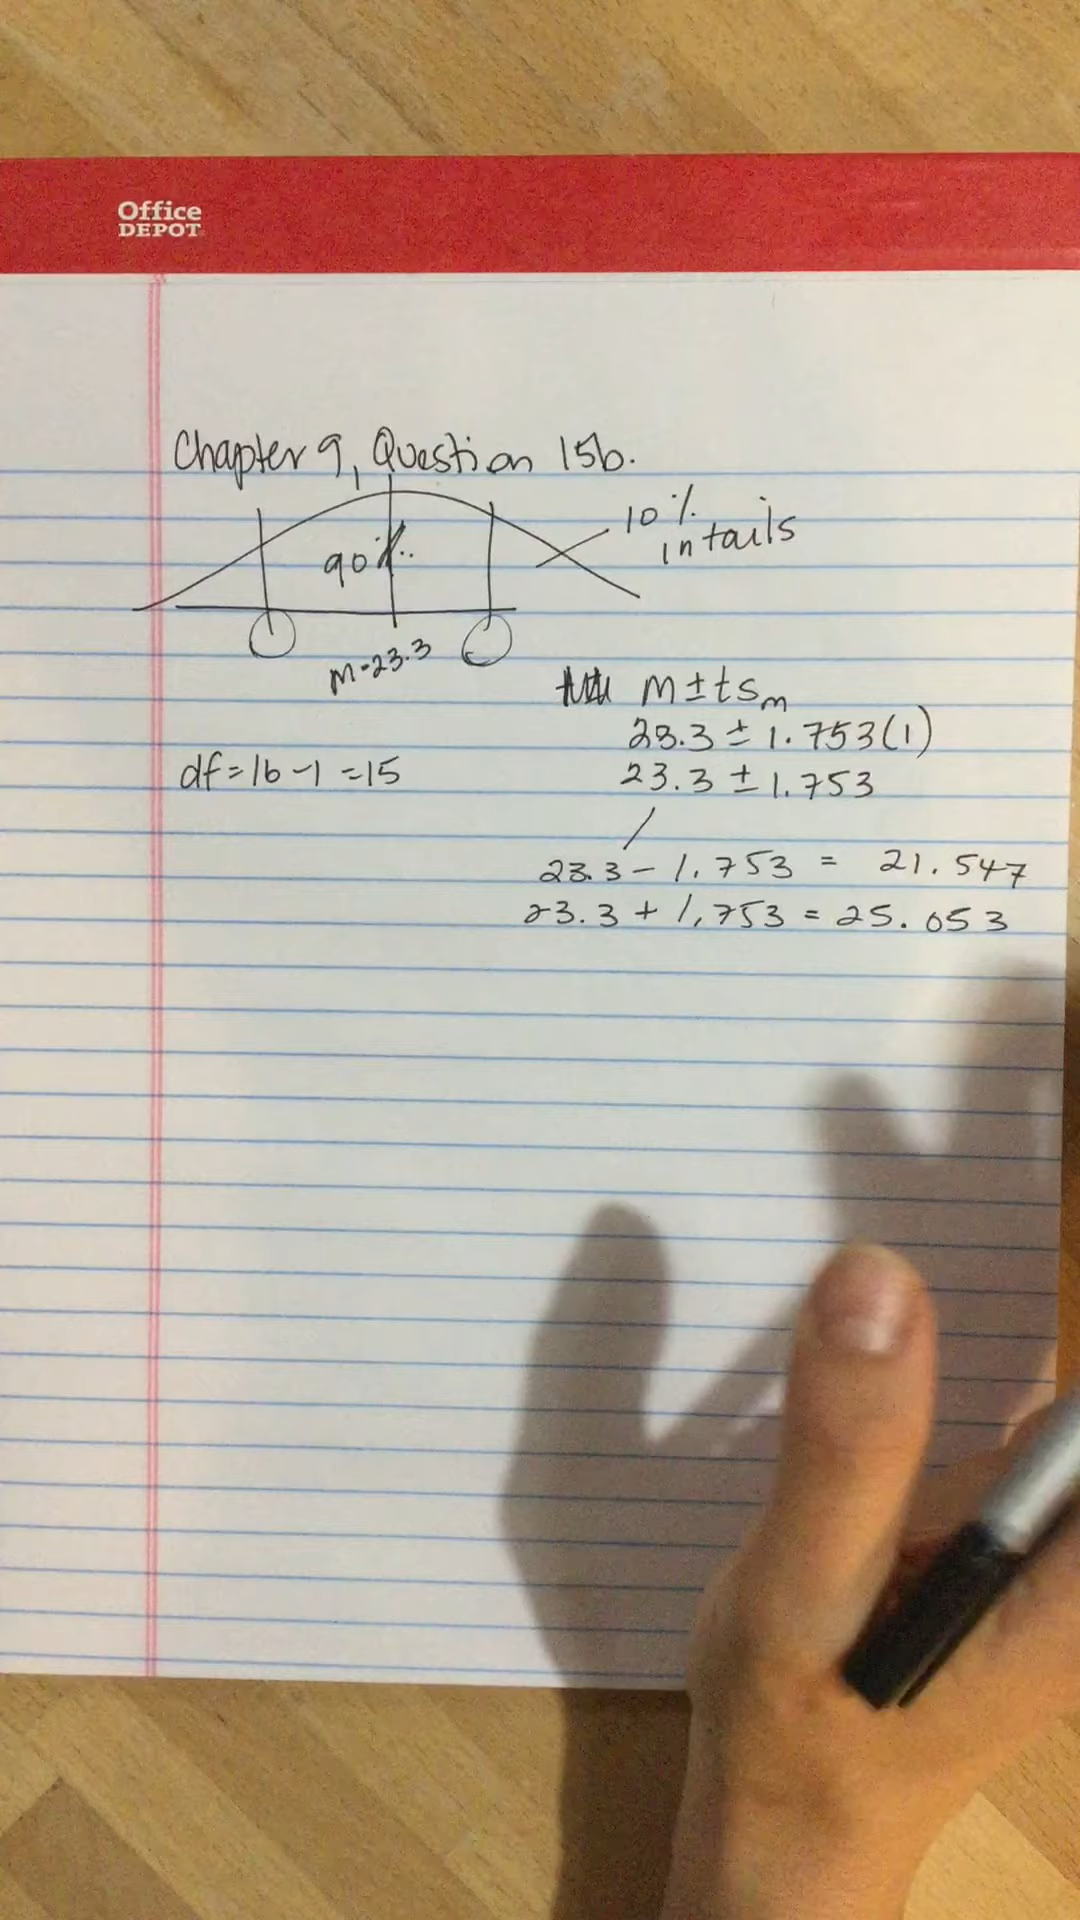 Office
DEPOT
Chapter 9, Question 15b.
10%
in tails
90%
M=23.3
M±tsm
23.3 ± 1.753(1)
df=16-1=15
23.3 ± 1.753
23.3 - 1.753 = 21.547
23.3 + 1.753 = 25.053